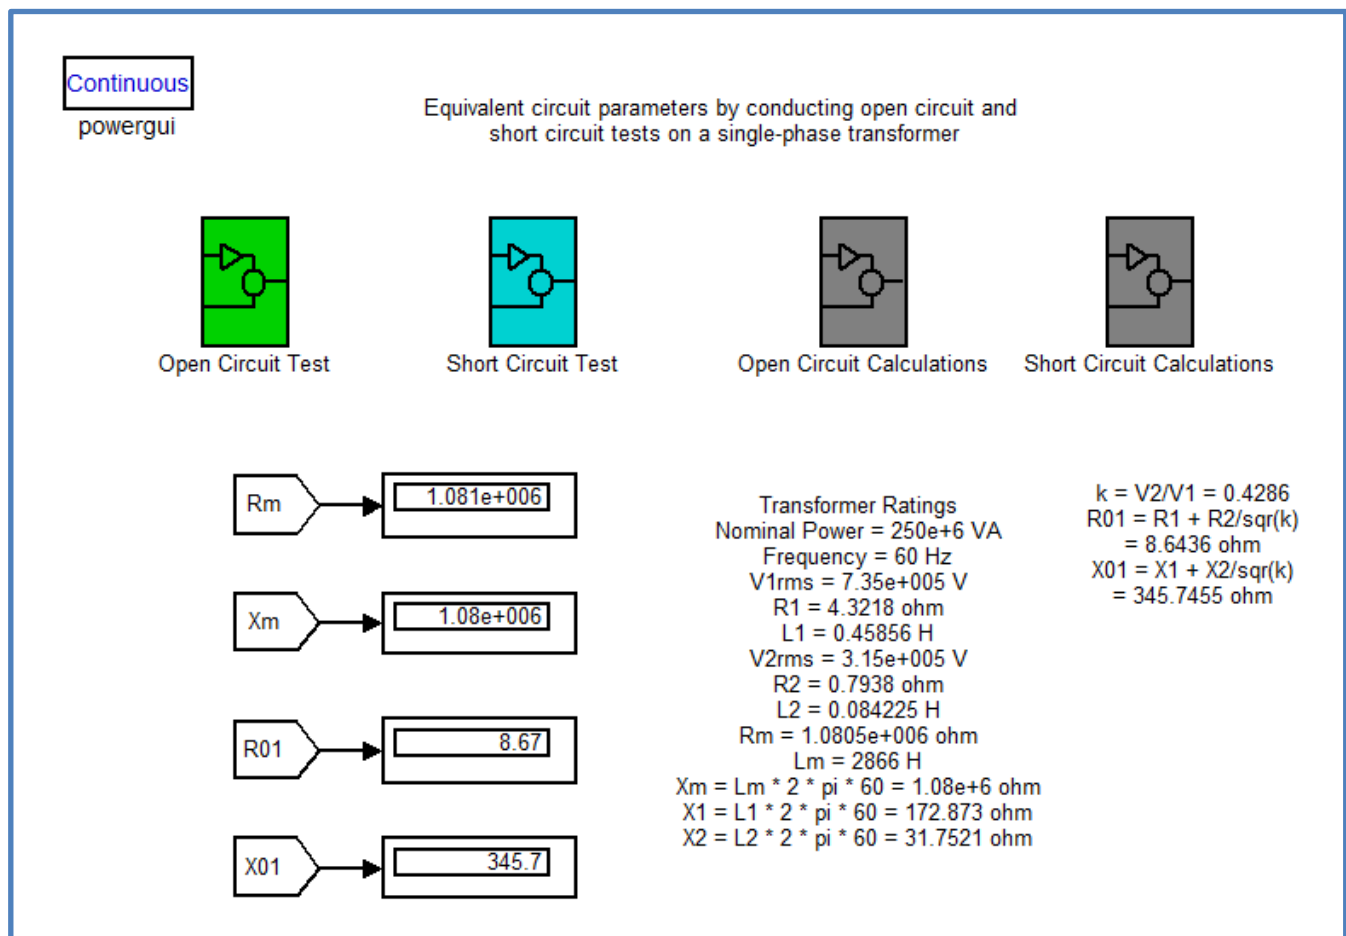 Continuous
powergui
Equivalent circuit parameters by conducting open circuit and
short circuit tests on a single-phase transformer
Open Circuit Test
Short Circuit Test
Open Circuit Calculations
Short Circuit Calculations
Rm
1.081e+006
Xm
1.08e+006
R01
8.67
X01
345.7
Transformer Ratings
Nominal Power = 250e+6 VA
Frequency = 60 Hz
V1rms = 7.35e+005 V
R1 = 4.3218 ohm
L1 = 0.45856 H
V2rms = 3.15e+005 V
R2 = 0.7938 ohm
L2 = 0.084225 H
Rm = 1.0805e+006 ohm
Lm = 2866 H
Xm = Lm * 2 * pi * 60 = 1.08e+6 ohm
X1 = L1 * 2 * pi * 60 = 172.873 ohm
X2 = L2 * 2 * pi * 60 = 31.7521 ohm
k = V2/V1 = 0.4286
R01 = R1 + R2/sqr(k)
= 8.6436 ohm
X01 = X1 + X2/sqr(k)
= 345.7455 ohm